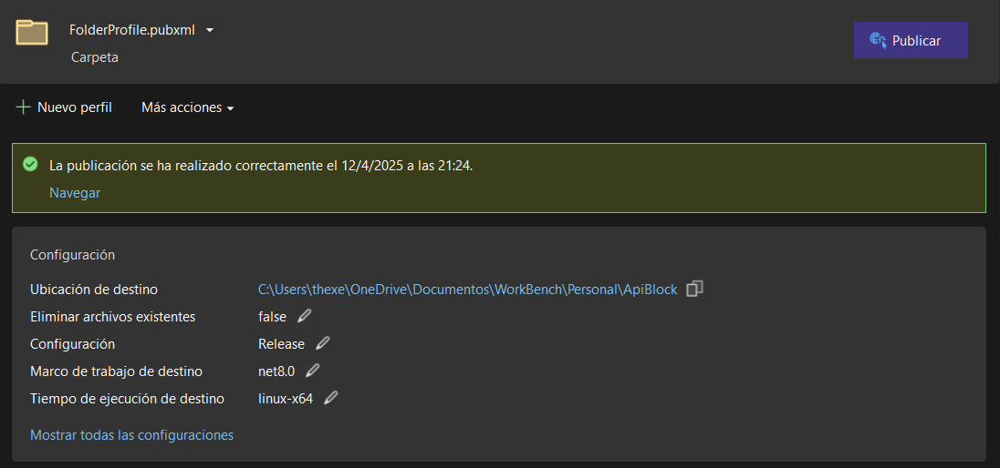 FolderProfile.pubxml
Carpeta
Publicar
Nuevo perfil Más acciones
La publicación se ha realizado correctamente el 12/4/2025 a las 21:24.
Navegar
Configuración
Ubicación de destino C:\Users\thexe\OneDrive\Documentos\WorkBench\Personal\ApiBlock
Eliminar archivos existentes false
Configuración Release
Marco de trabajo de destino net8.0
Tiempo de ejecución de destino linux-x64
Mostrar todas las configuraciones